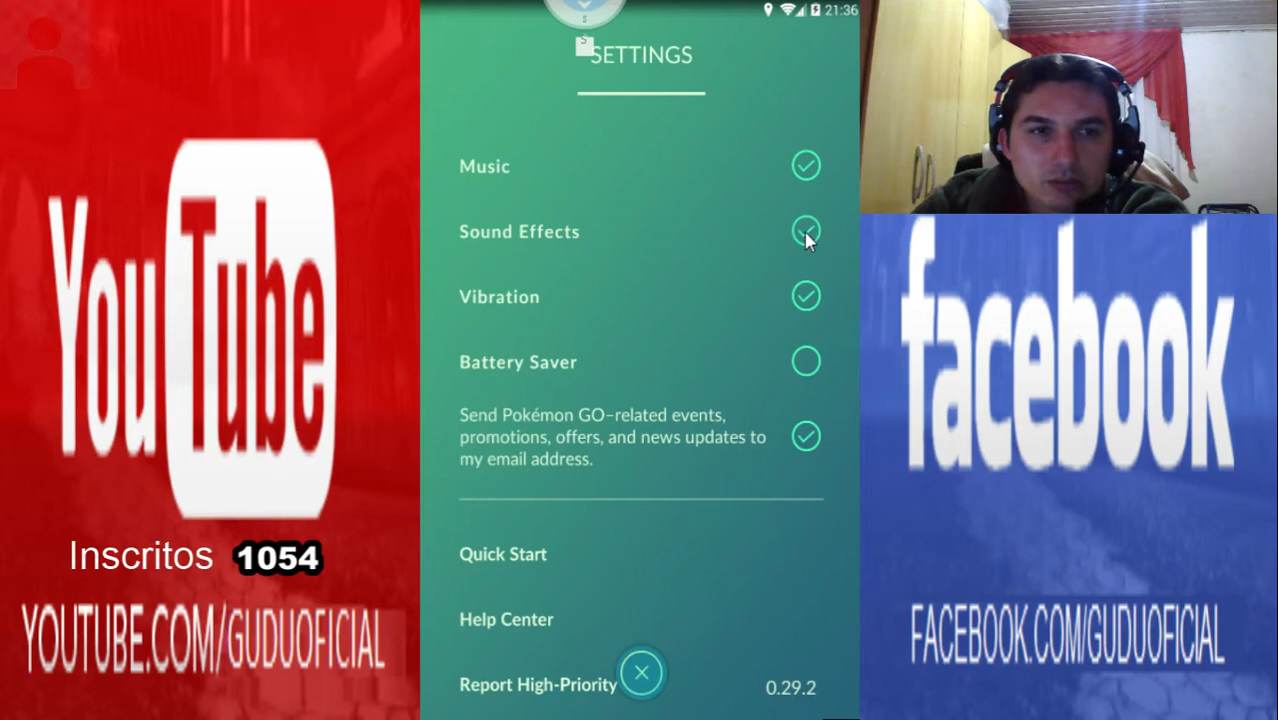 You
Tube
Inscritos 1054
YOUTUBE.COM/GUDUOFICIAL
21:36
S
SETTINGS
Music
Sound Effects
Vibration
Battery Saver
Send Pokémon GO–related events,
promotions, offers, and news updates to
my email address.
Quick Start
Help Center
Report High-Priority
0.29.2
facebook
FACEBOOK.COM/GUDUOFICIAL